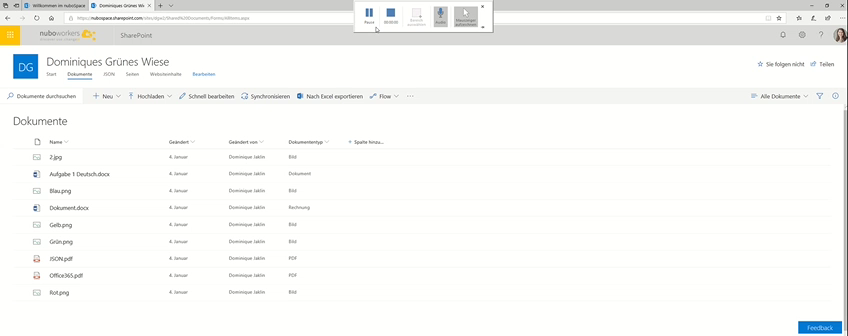 Willkommen im nuboSpace
Dominiques Grünes Wie
Pause
00:00:00
Audio
nuboworkers
SharePoint
DG
Dominiques Grünes Wiese
Start Dokumente JSON Seiten Websiteinhalte Bearbeiten
Sie folgen nicht Teilen
Dokumente durchsuchen
Neu Hochladen Schnell bearbeiten Synchronisieren Nach Excel exportieren Flow ··· Alle Dokumente
Dokumente
Name Geändert Geändert von Dokumententyp + Spalte hinzu...
2.jpg 4. Januar Dominique Jaklin Bild
Aufgabe 1 Deutsch.docx 4. Januar Dominique Jaklin Dokument
Blau.png 4. Januar Dominique Jaklin Bild
Dokument.docx 4. Januar Dominique Jaklin Rechnung
Gelb.png 4. Januar Dominique Jaklin Bild
Grün.png 4. Januar Dominique Jaklin Bild
JSON.pdf 4. Januar Dominique Jaklin PDF
Office365.pdf 4. Januar Dominique Jaklin PDF
Rot.png 4. Januar Dominique Jaklin Bild
Feedback